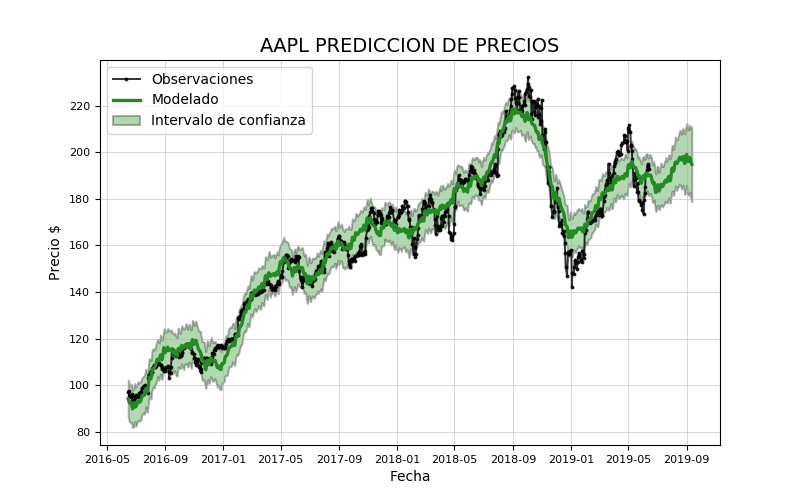 AAPL PREDICCION DE PRECIOS
Observaciones
Modelado
Intervalo de confianza
Precio $
220
200
180
160
140
120
100
80
2016-05 2016-09 2017-01 2017-05 2017-09 2018-01 2018-05 2018-09 2019-01 2019-05 2019-09
Fecha